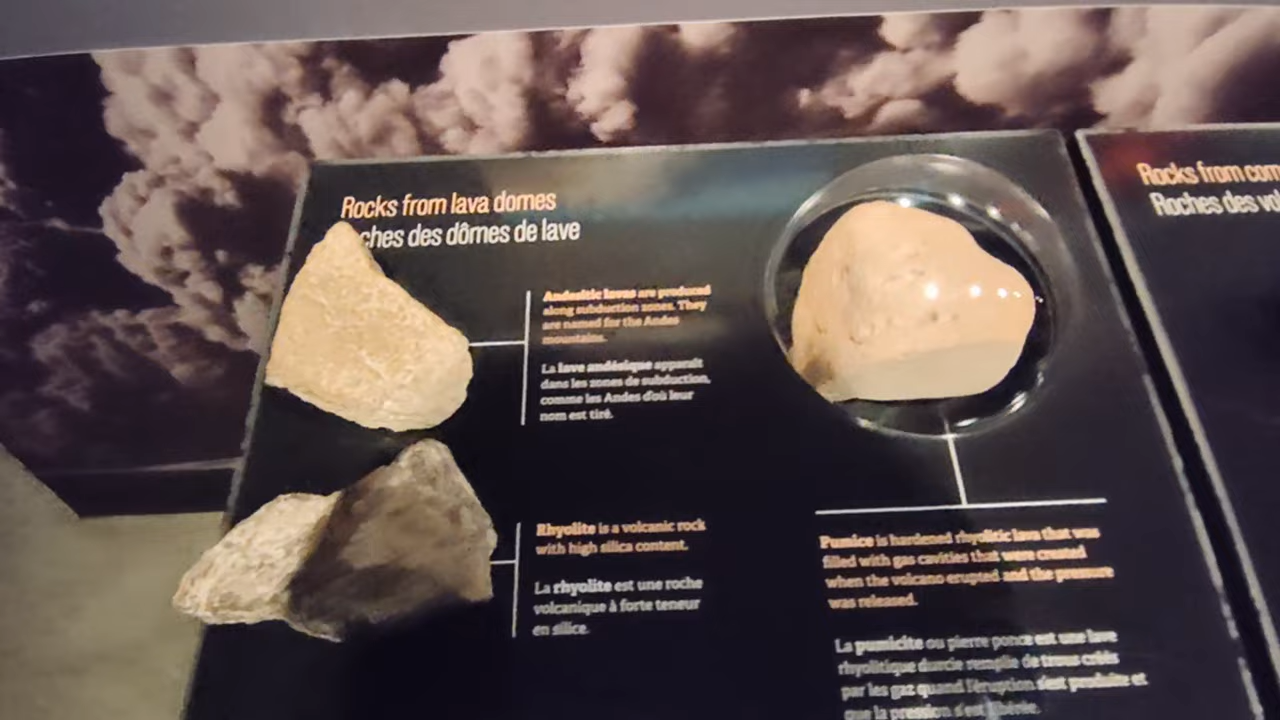 Rocks from lava domes
ches des dômes de lave
Andesitic lavas are produced
along subduction zones. They
are named for the Andes
mountains.
La lave andésique apparaît
dans les zones de subduction,
comme les Andes d'où leur
nom est tiré.
Rhyolite is a volcanic rock
with high silica content.
La rhyolite est une roche
volcanique à forte teneur
en silice.
Pumice is hardened rhyolitic lava that was
filled with gas cavities that were created
when the volcano erupted and the pressure
was released.
La pumicite ou pierre ponce est une lave
rhyolitique durcie remplie de trous créés
par les gaz quand l'éruption s'est produite et
que la pression s'est libérée.
Rocks from com
Roches des vol